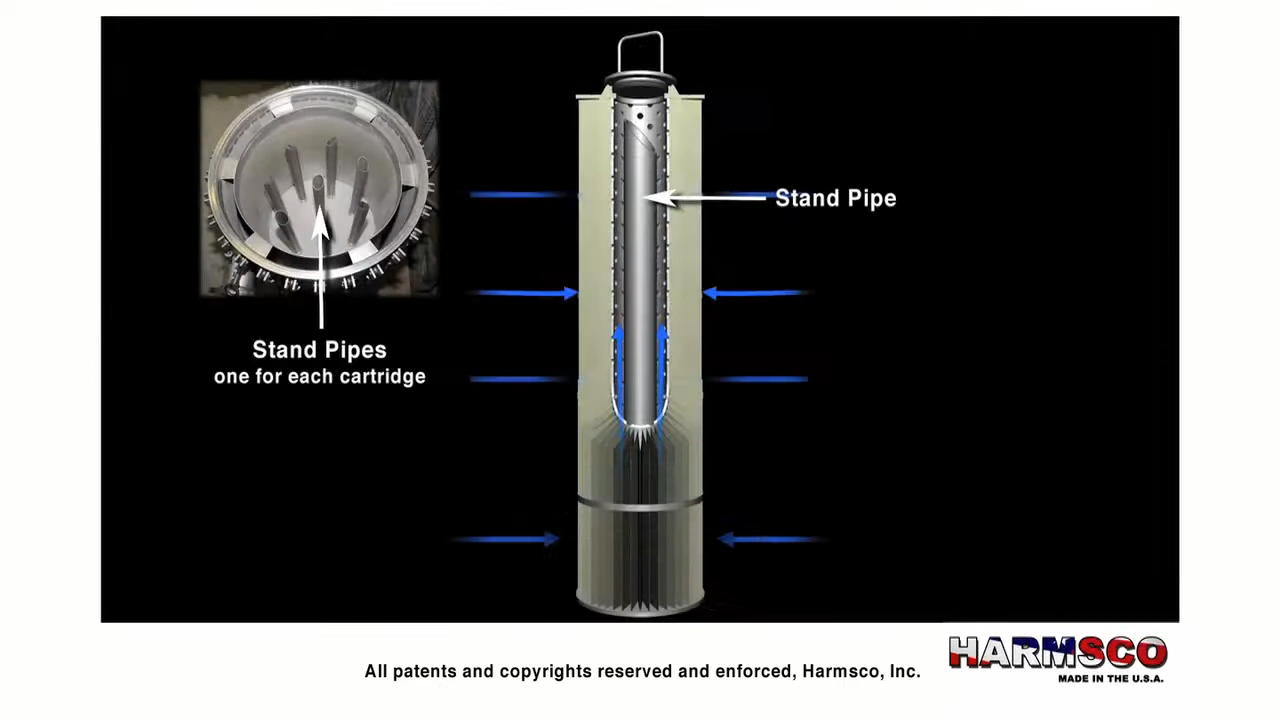 Stand Pipe
Stand Pipes
one for each cartridge
All patents and copyrights reserved and enforced, Harmsco, Inc.
HARMSCO
MADE IN THE U.S.A.